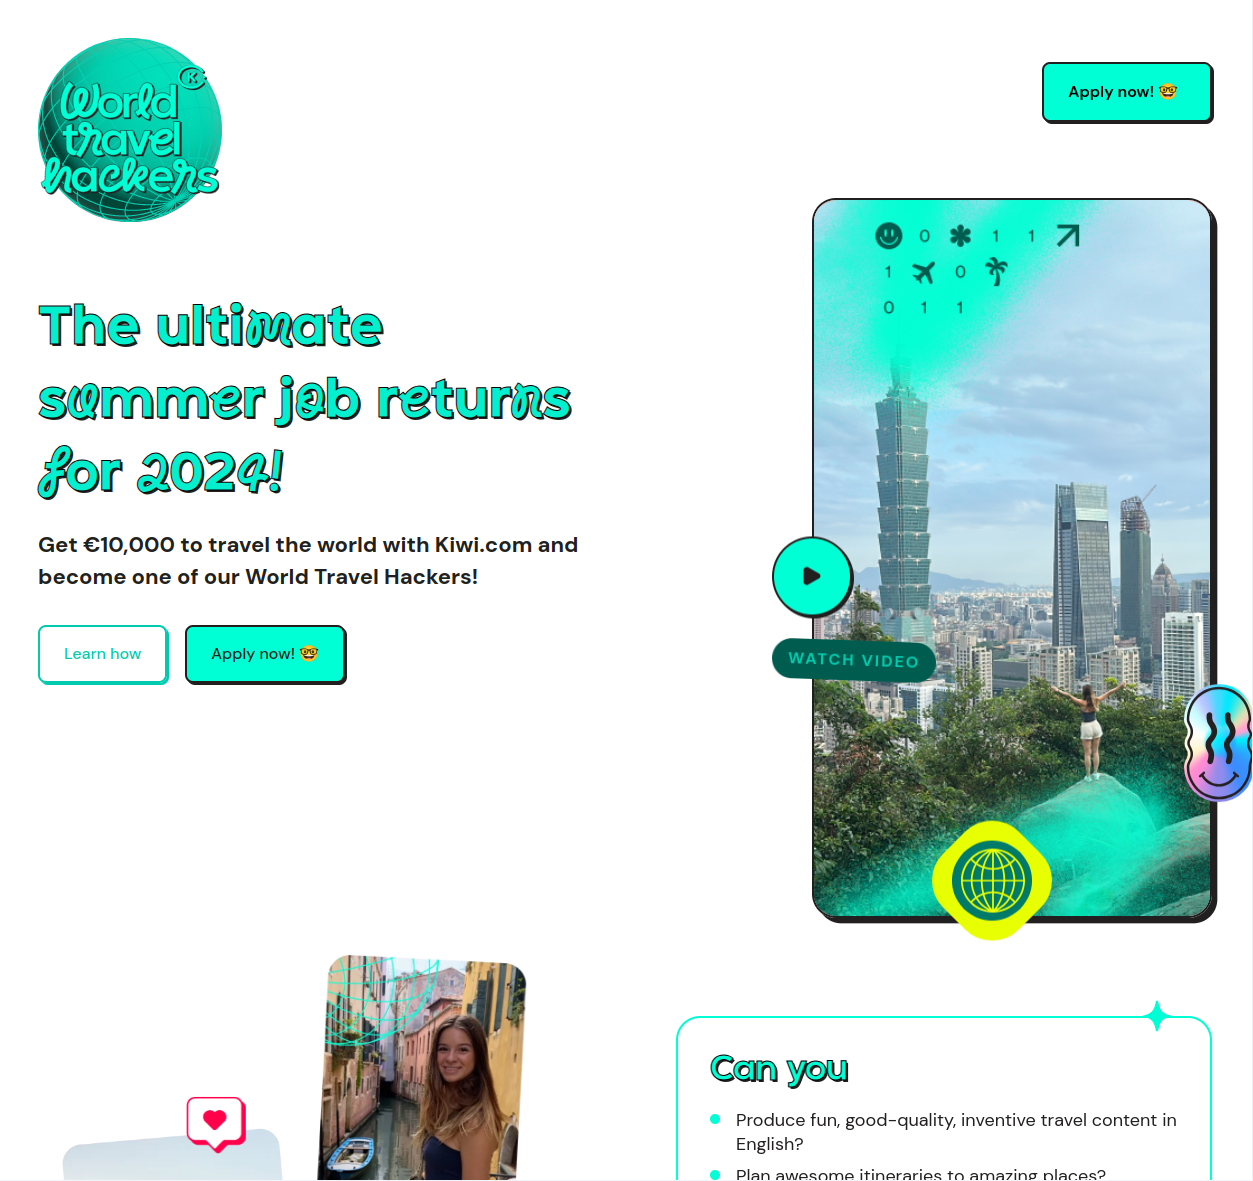 World
travel
hackers
K
Apply now! 🤓
The ultimate
summer job returns
for 2024!
Get €10,000 to travel the world with Kiwi.com and
become one of our World Travel Hackers!
Learn how
Apply now! 🤓
0 1 1
1 0
0 1 1
WATCH VIDEO
Can you
Produce fun, good-quality, inventive travel content in
English?
Plan awesome itineraries to amazing places?